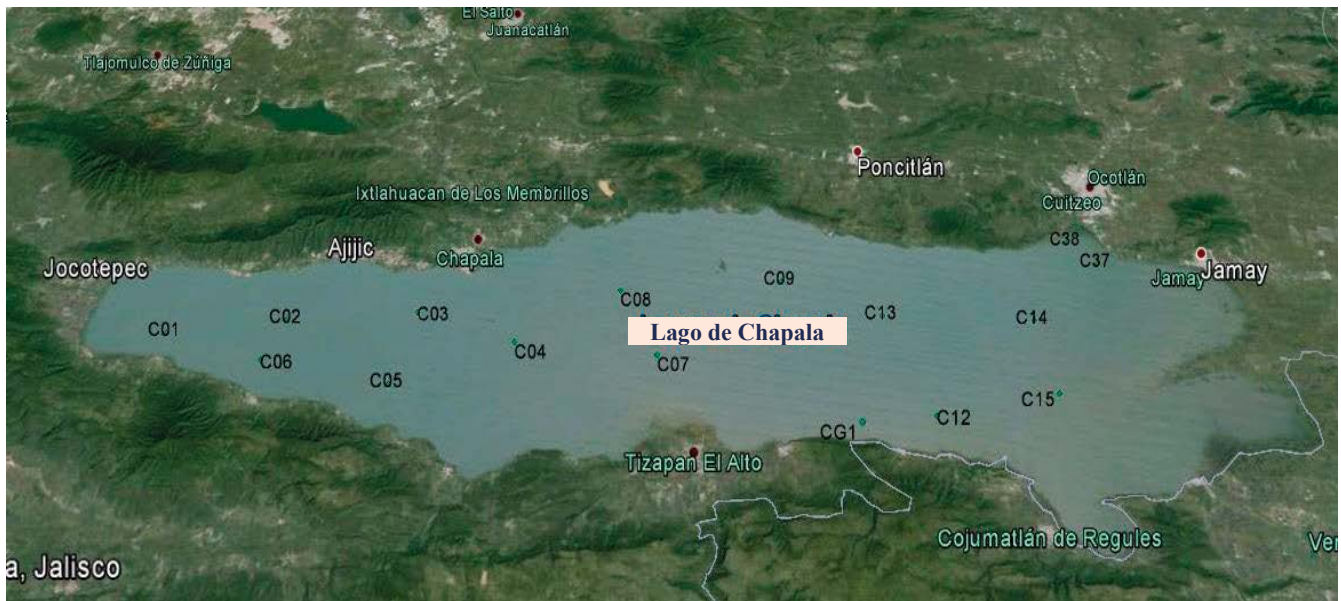 El Salto
Juanacatlán
Tlajomulco de Zúñiga
Poncitlán
Ocotlán
Ixtlahuacan de Los Membrillos
Cuitzeo
C38
Ajijic
Chapala
C37
Jocotepec
Jamay
Jamay
C09
C08
C02
C03
C13
C14
C01
Lago de Chapala
C04
C06
C07
C05
C15
C12
CG1
Tizapan El Alto
Cojumatlán de Regules
Ver
a, Jalisco